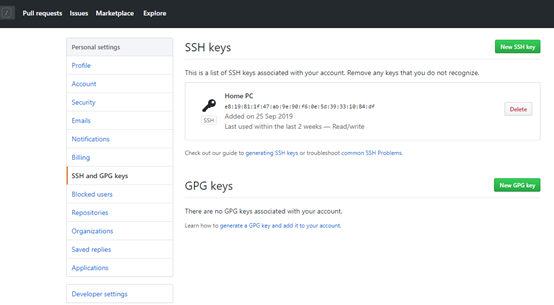 /
Pull requests Issues Marketplace Explore
Personal settings
Profile
Account
Security
Emails
Notifications
Billing
SSH and GPG keys
Blocked users
Repositories
Organizations
Saved replies
Applications
Developer settings
SSH keys
New SSH key
This is a list of SSH keys associated with your account. Remove any keys that you do not recognize.
Home PC
e8:19:81:1f:47:ab:9e:90:f6:0e:5d:39:33:10:84:df
SSH
Added on 25 Sep 2019
Last used within the last 2 weeks — Read/write
Delete
Check out our guide to generating SSH keys or troubleshoot common SSH Problems.
GPG keys
New GPG key
There are no GPG keys associated with your account.
Learn how to generate a GPG key and add it to your account.